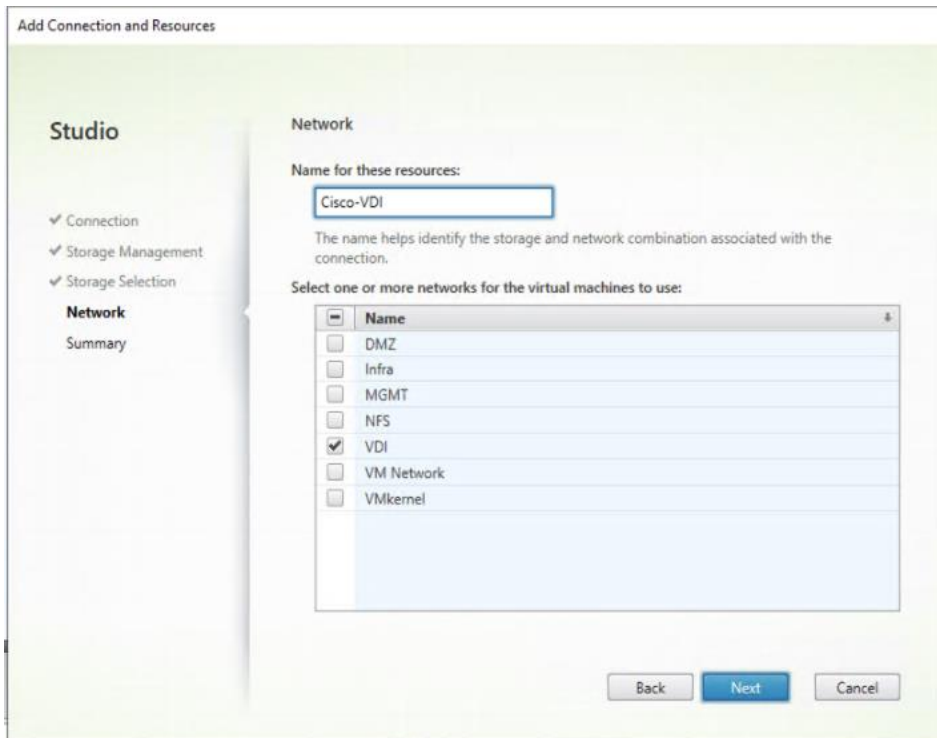 Add Connection and Resources
Studio
Connection
Storage Management
Storage Selection
Network
Summary
Network
Name for these resources:
Cisco-VDI
The name helps identify the storage and network combination associated with the
connection.
Select one or more networks for the virtual machines to use:
Name
DMZ
Infra
MGMT
NFS
VDI
VM Network
VMkernel
Back
Next
Cancel